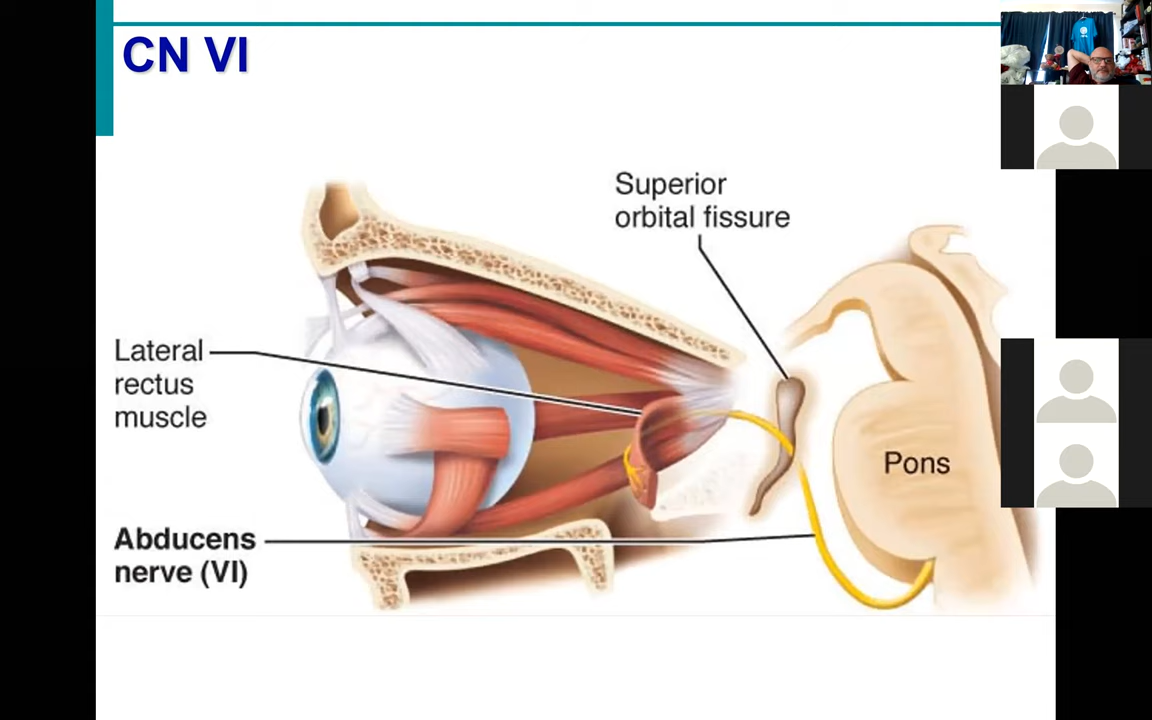 CN VI
Superior
orbital fissure
Lateral
rectus
muscle
Pons
Abducens
nerve (VI)